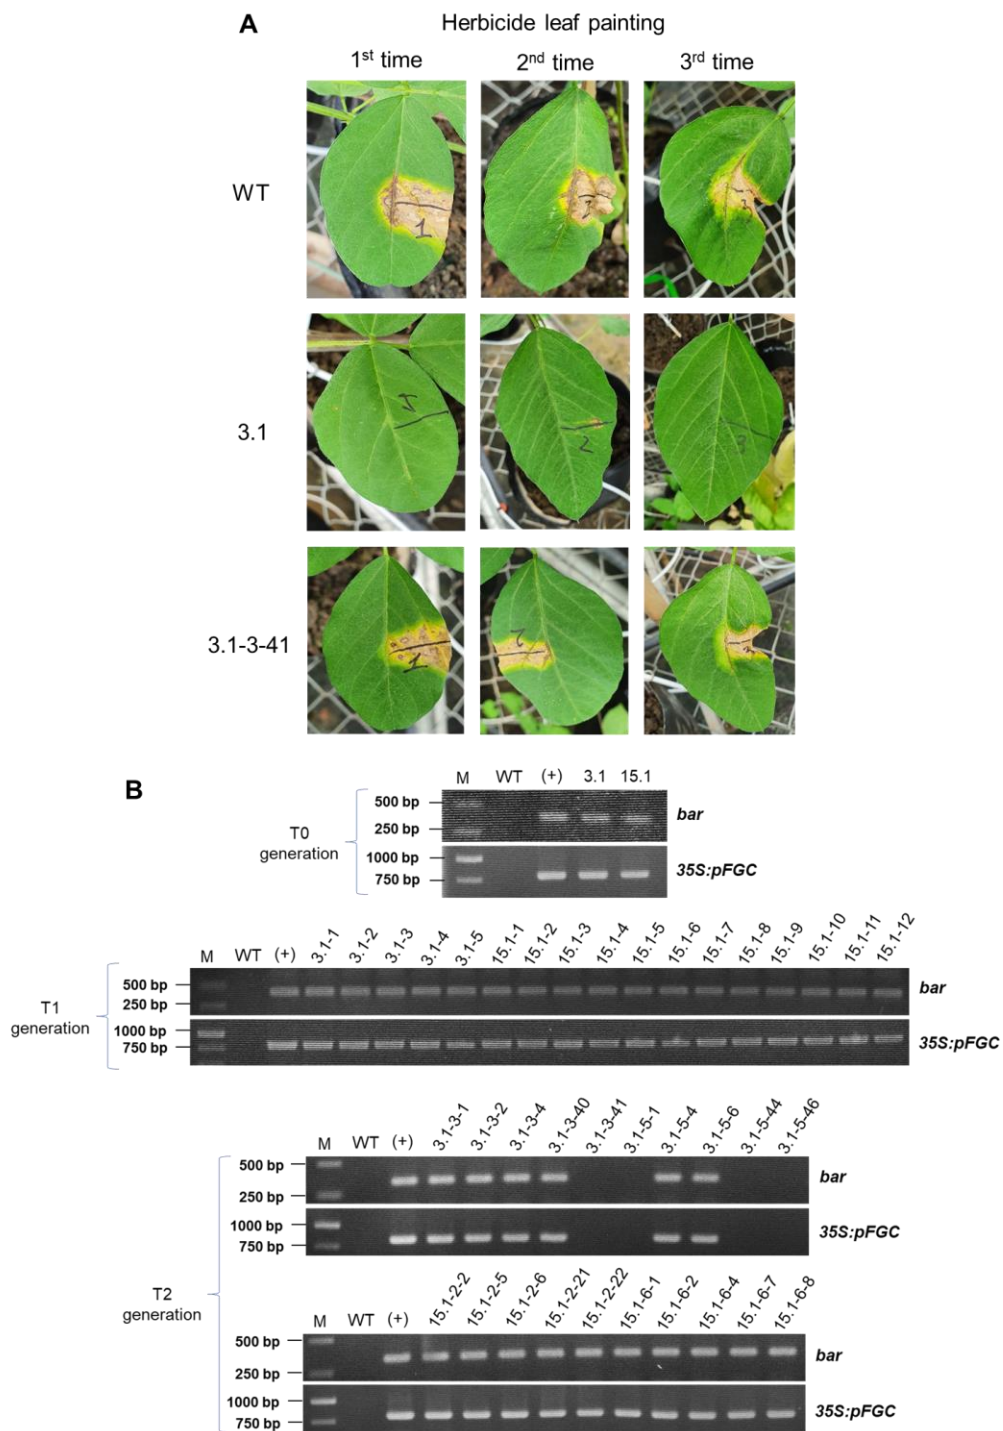 A
Herbicide leaf painting
1st time 2nd time 3rd time
WT
1 2 3
3.1
1 2 3
3.1-3-41
1 2 3
B
M WT (+) 3.1 15.1
T0 generation
500 bp
250 bp
bar
1000 bp
750 bp
35S:pFGC
M WT (+) 3.1-1 3.1-2 3.1-3 3.1-4 3.1-5 15.1-1 15.1-2 15.1-3 15.1-4 15.1-5 15.1-6 15.1-7 15.1-8 15.1-9 15.1-10 15.1-11 15.1-12
T1 generation
500 bp
250 bp
bar
1000 bp
750 bp
35S:pFGC
T2 generation
M WT (+) 3.1-3-1 3.1-3-2 3.1-3-4 3.1-3-40 3.1-3-41 3.1-5-1 3.1-5-4 3.1-5-6 3.1-5-44 3.1-5-46
500 bp
250 bp
bar
1000 bp
750 bp
35S:pFGC
M WT (+) 15.1-2-2 15.1-2-5 15.1-2-6 15.1-2-21 15.1-2-22 15.1-6-1 15.1-6-2 15.1-6-4 15.1-6-7 15.1-6-8
500 bp
250 bp
bar
1000 bp
750 bp
35S:pFGC